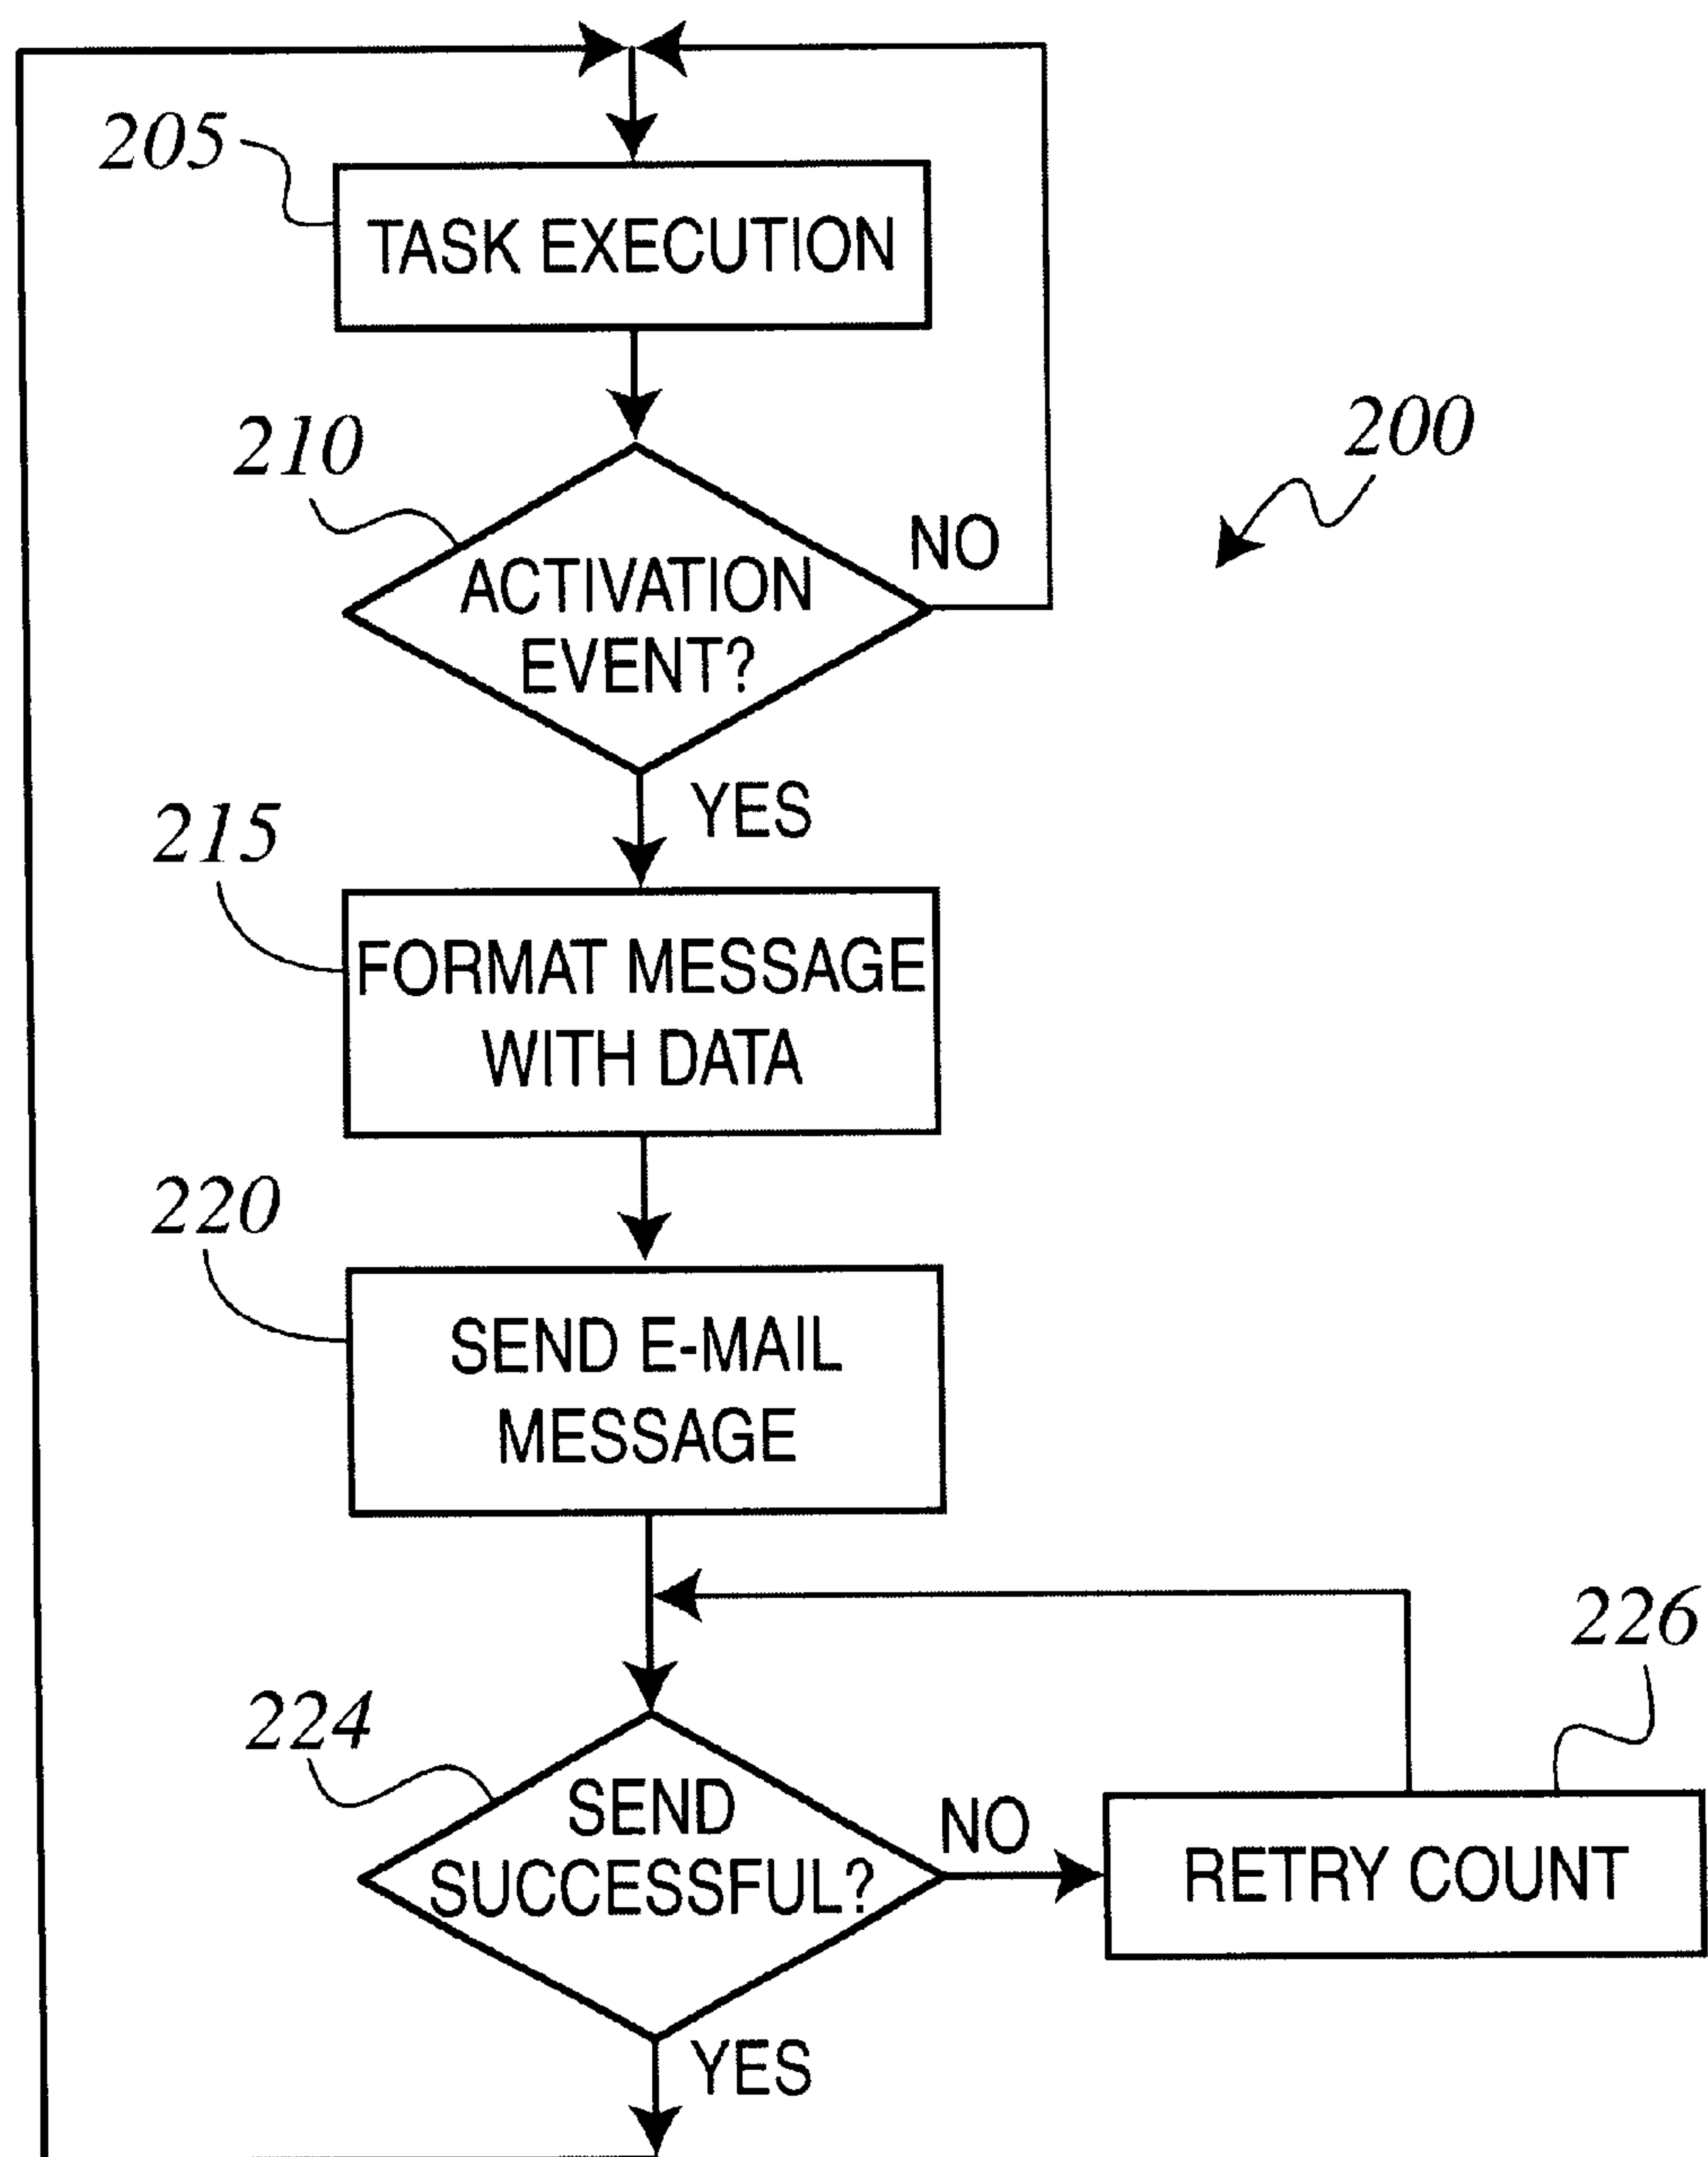 205
TASK EXECUTION
210
200
NO
ACTIVATION
EVENT?
YES
215
FORMAT MESSAGE
WITH DATA
220
SEND E-MAIL
MESSAGE
226
224
SEND
SUCCESSFUL?
NO
RETRY COUNT
YES